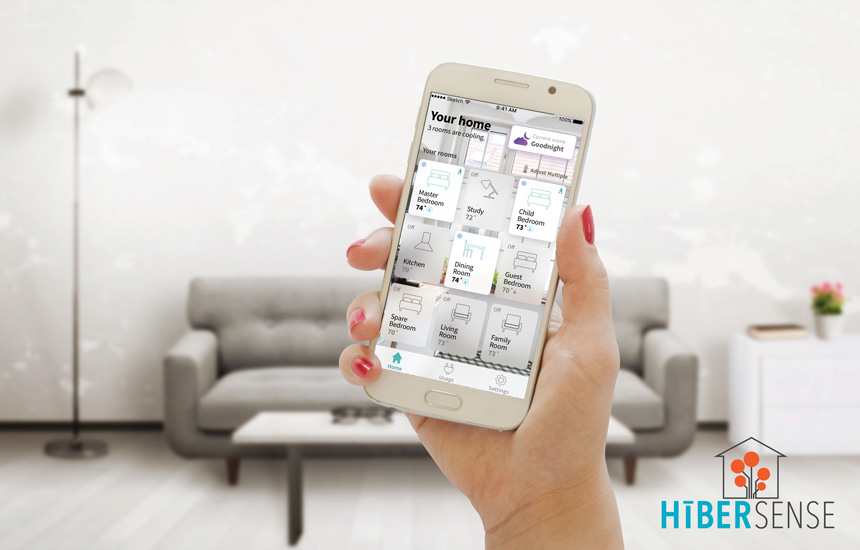 Sketch
9:41 AM
100%
Your home
3 rooms are cooling.
Current scene
Goodnight
Your rooms
Adjust Multiple
Master
Bedroom
74°
Off
Study
72°
Child
Bedroom
73°
Off
Kitchen
70°
Dining
Room
74°
Off
Guest
Bedroom
70°
Off
Spare
Bedroom
70°
Off
Living
Room
73°
Off
Family
Room
73°
Home
Usage
Settings
HĪBERSENSE